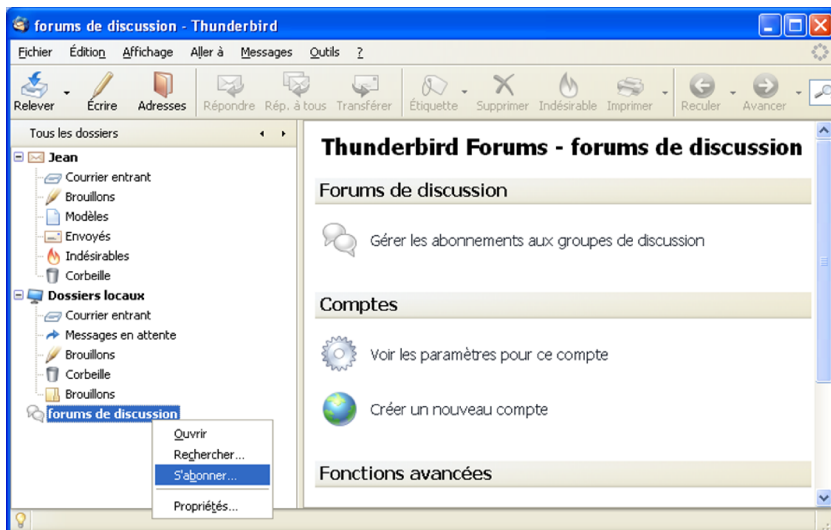 forums de discussion - Thunderbird
Fichier Édition Affichage Aller à Messages Outils ?
Relever Écrire Adresses Répondre Rép. à tous Transférer Étiquette Supprimer Indésirable Imprimer Reculer Avancer
Tous les dossiers
Jean
Courrier entrant
Brouillons
Modèles
Envoyés
Indésirables
Corbeille
Dossiers locaux
Courrier entrant
Messages en attente
Brouillons
Corbeille
Brouillons
forums de discussion
Ouvrir
Rechercher...
S'abonner...
Propriétés...
Thunderbird Forums - forums de discussion
Forums de discussion
Gérer les abonnements aux groupes de discussion
Comptes
Voir les paramètres pour ce compte
Créer un nouveau compte
Fonctions avancées